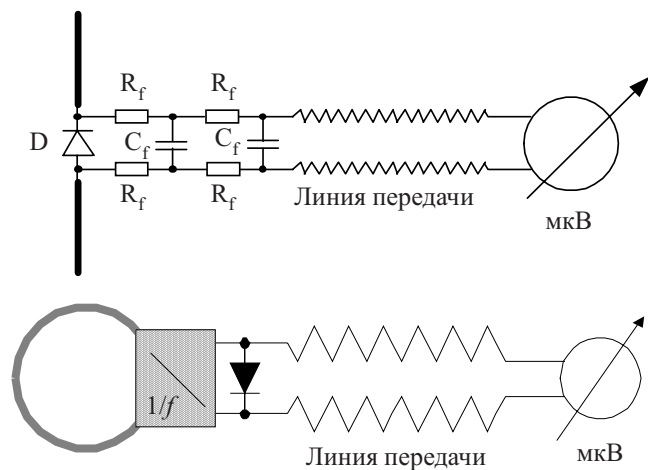 R_f R_f
D C_f C_f
R_f R_f
Линия передачи
мкВ
1/f
Линия передачи
мкВ